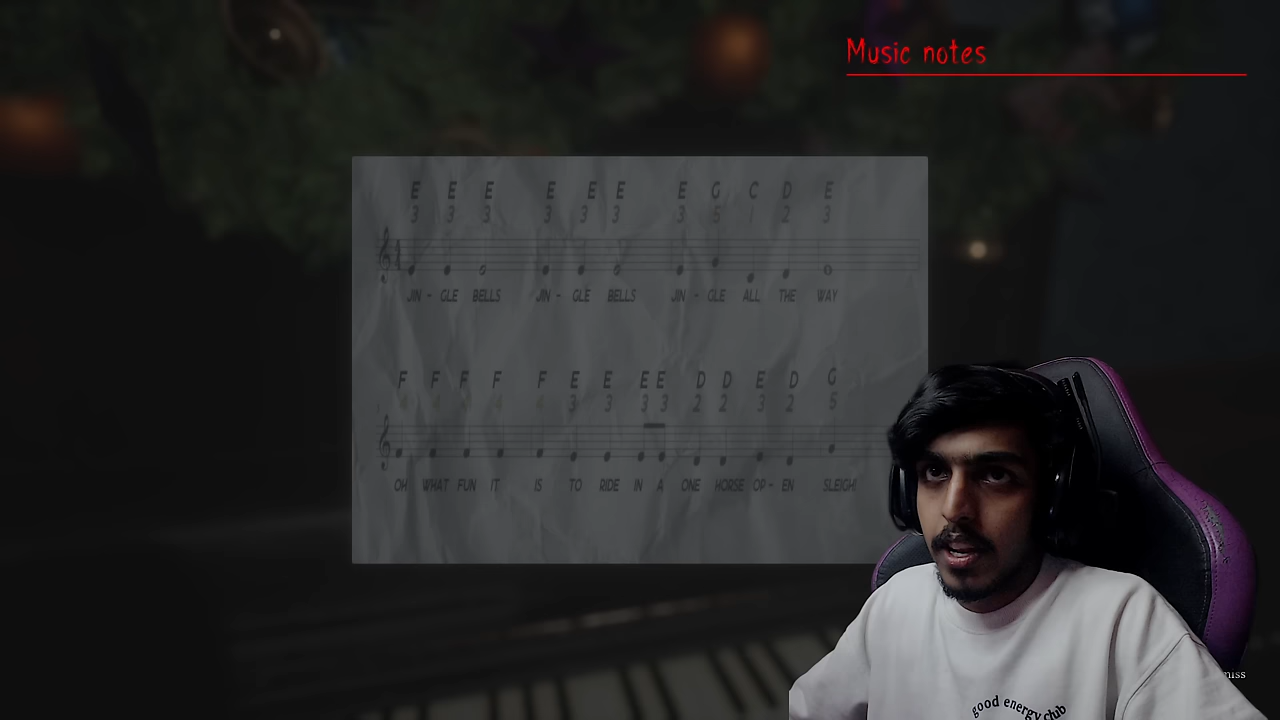 Music notes
E E E E E E E G C D E
3 3 3 3 3 3 3 5 1 2 3
JIN - GLE BELLS JIN - GLE BELLS JIN - GLE ALL THE WAY
F F F F F E E E E D D E D G
3 3 3 3 2 2 3 2 5
OH WHAT FUN IT IS TO RIDE IN A ONE HORSE OP - EN SLEIGH!
good energy club